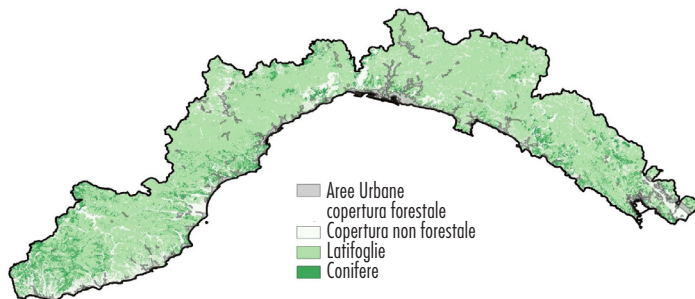 Aree Urbane
copertura forestale
Copertura non forestale
Latifoglie
Conifere